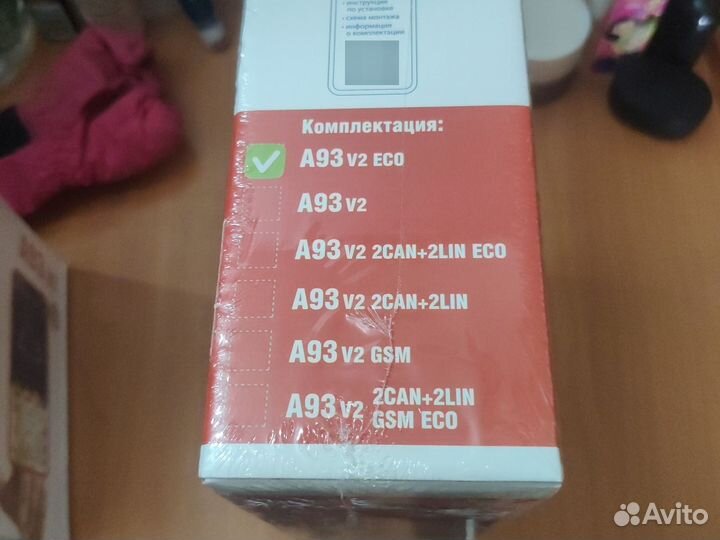 • инструкции
по установке
• схема монтажа
• информация
о комплектации
Комплектация:
A93 V2 ECO
A93 V2
A93 V2 2CAN+2LIN ECO
A93 V2 2CAN+2LIN
A93 V2 GSM
A93 V2 2CAN+2LIN
GSM ECO
Avito